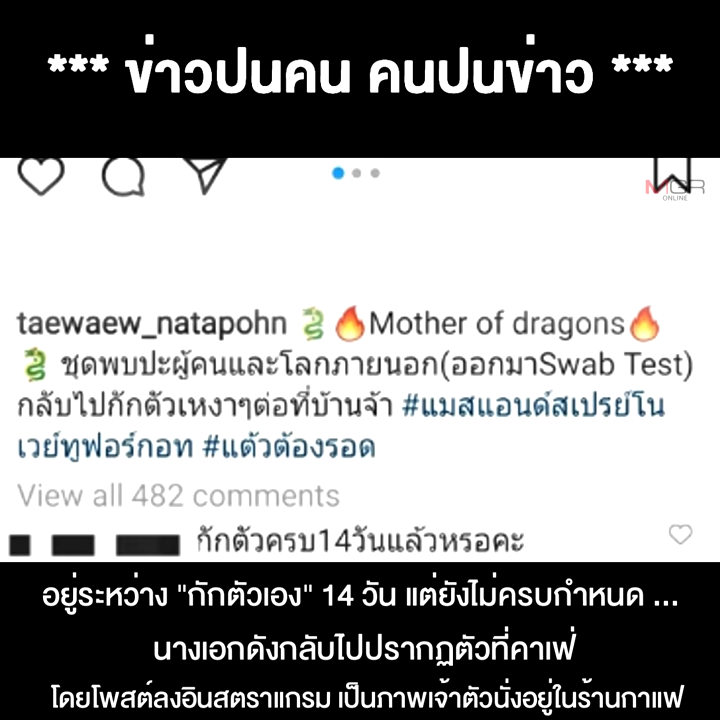 *** ข่าวปนคน คนปนข่าว ***
MGR
ONLINE
taewaew_natapohn 🐉🔥Mother of dragons🔥
🐉 ชุดพบปะผู้คนและโลกภายนอก(ออกมาSwab Test)
กลับไปกักตัวเหงาๆต่อที่บ้านจ้า #แมสแอนด์สเปรย์โน
เวย์ทูฟอร์กอท #แต้วต้องรอด
View all 482 comments
กักตัวครบ14วันแล้วหรอคะ
อยู่ระหว่าง "กักตัวเอง" 14 วัน แต่ยังไม่ครบกำหนด ...
นางเอกดังกลับไปปรากฏตัวที่คาเฟ่
โดยโพสต์ลงอินสตราแกรม เป็นภาพเจ้าตัวนั่งอยู่ในร้านกาแฟ